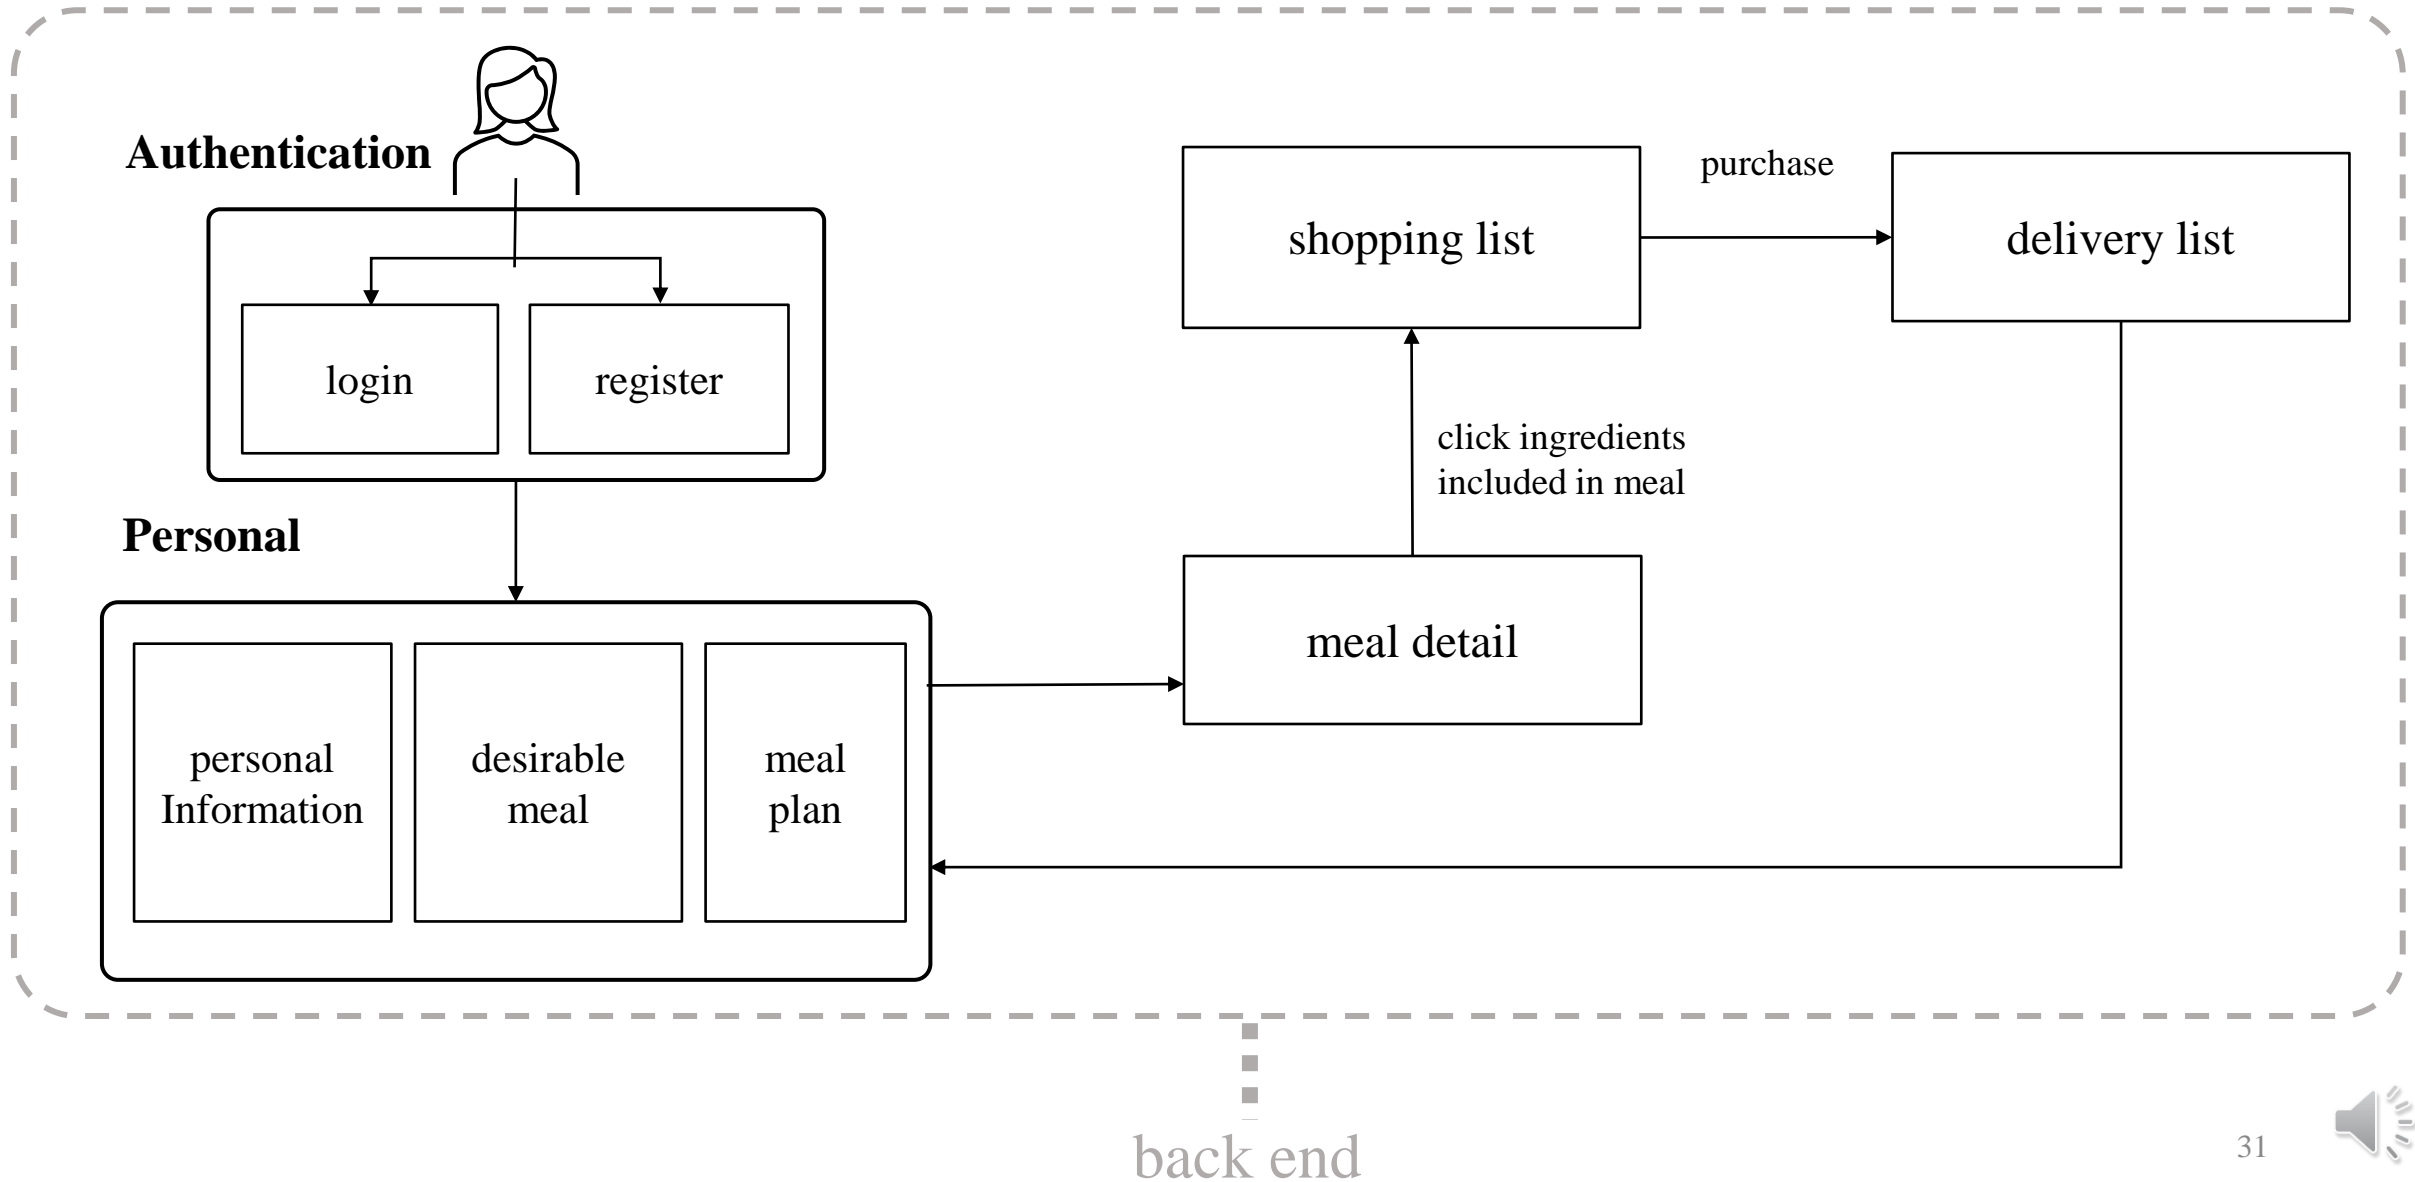 Authentication
login
register
Personal
personal
Information
desirable
meal
meal
plan
meal detail
click ingredients
included in meal
shopping list
purchase
delivery list
back end
31